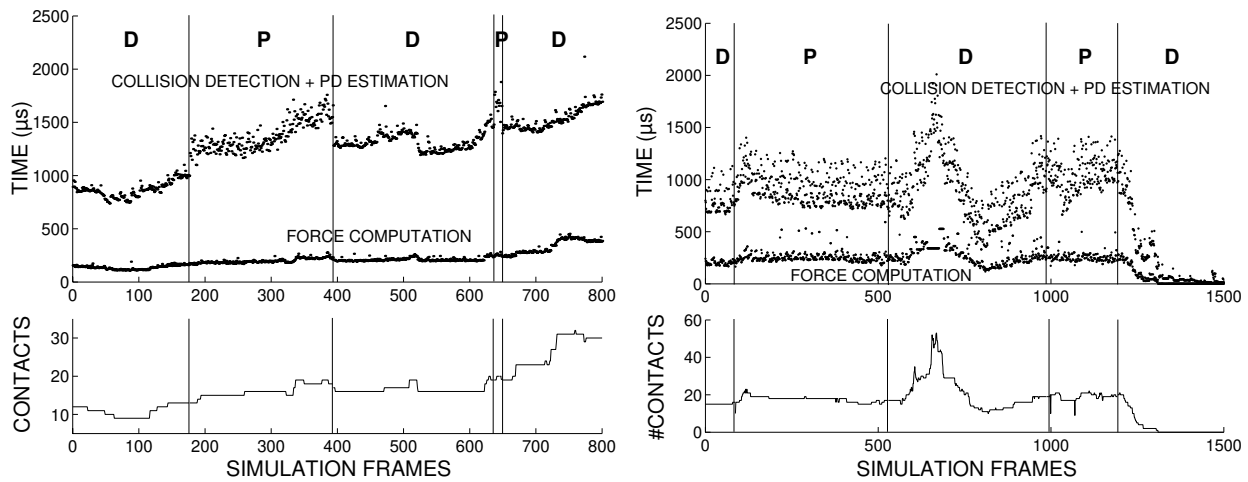 2500
2000
1500
1000
500
0
TIME (µs)
D
P
D
P
D
COLLISION DETECTION + PD ESTIMATION
FORCE COMPUTATION
0 100 200 300 400 500 600 700 800
30
20
10
CONTACTS
0 100 200 300 400 500 600 700 800
SIMULATION FRAMES
2500
2000
1500
1000
500
0
TIME (µs)
D
P
D
P
D
COLLISION DETECTION + PD ESTIMATION
FORCE COMPUTATION
0 500 1000 1500
60
40
20
0
#CONTACTS
0 500 1000 1500
SIMULATION FRAMES